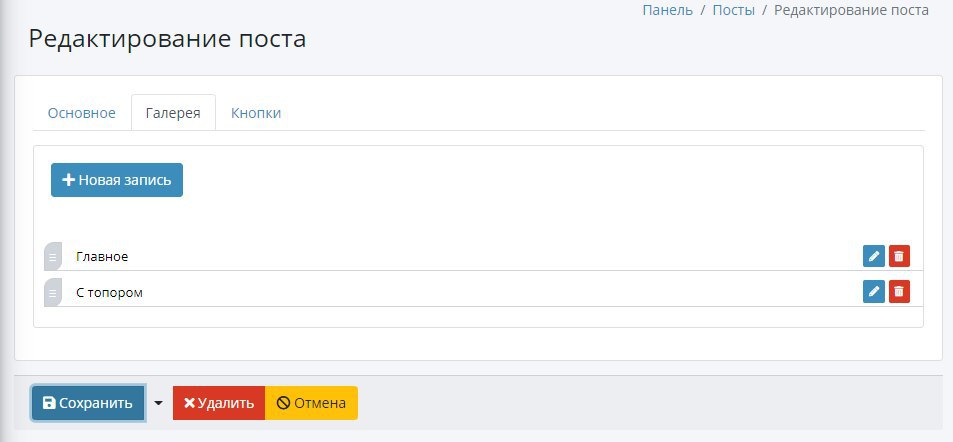 Панель / Посты / Редактирование поста
Редактирование поста
Основное Галерея Кнопки
Новая запись
Главное
С топором
Сохранить Удалить Отмена